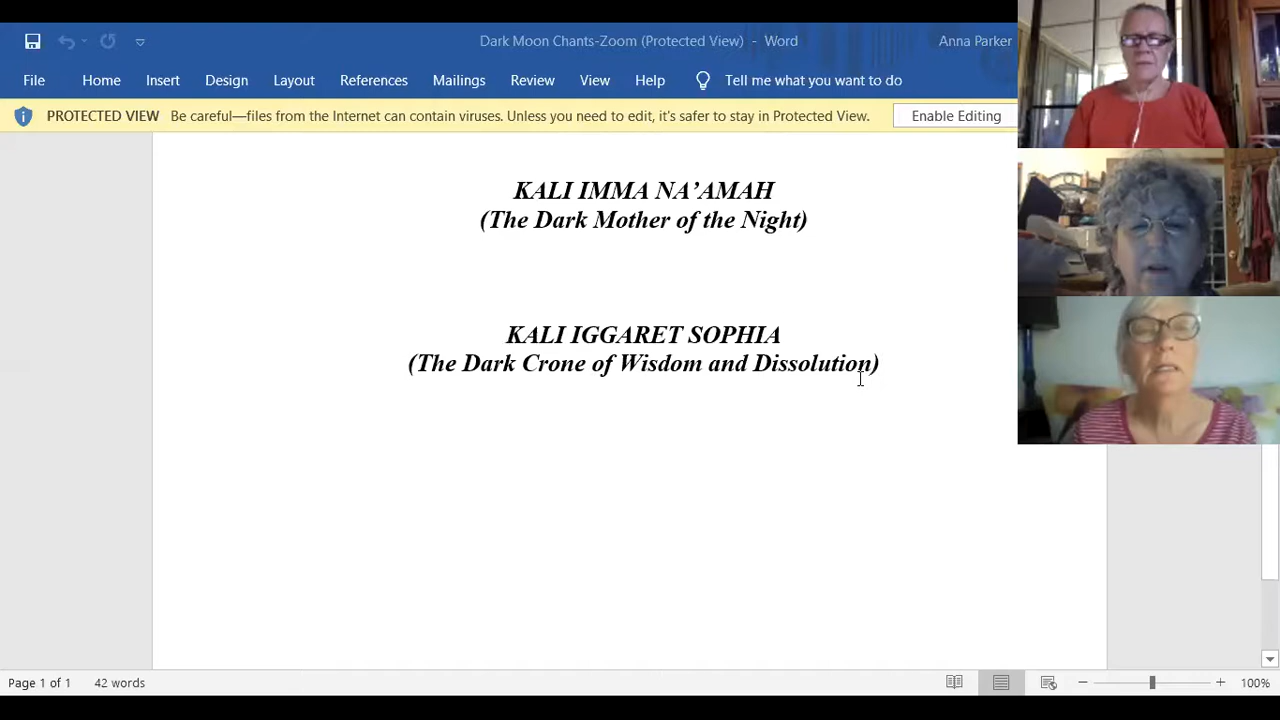 Dark Moon Chants-Zoom (Protected View) - Word
Anna Parker
File Home Insert Design Layout References Mailings Review View Help Tell me what you want to do
PROTECTED VIEW Be careful—files from the Internet can contain viruses. Unless you need to edit, it's safer to stay in Protected View. Enable Editing
KALI IMMA NA’AMAH
(The Dark Mother of the Night)
KALI IGGARET SOPHIA
(The Dark Crone of Wisdom and Dissolution)
Page 1 of 1 42 words 100%